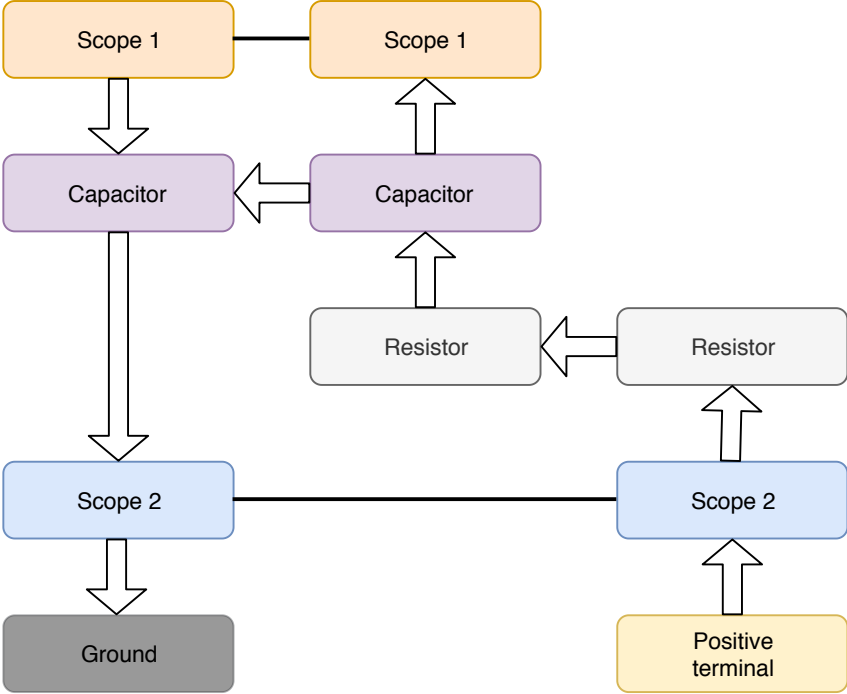 Scope 1
Scope 1
Capacitor
Capacitor
Resistor
Resistor
Scope 2
Scope 2
Ground
Positive
terminal